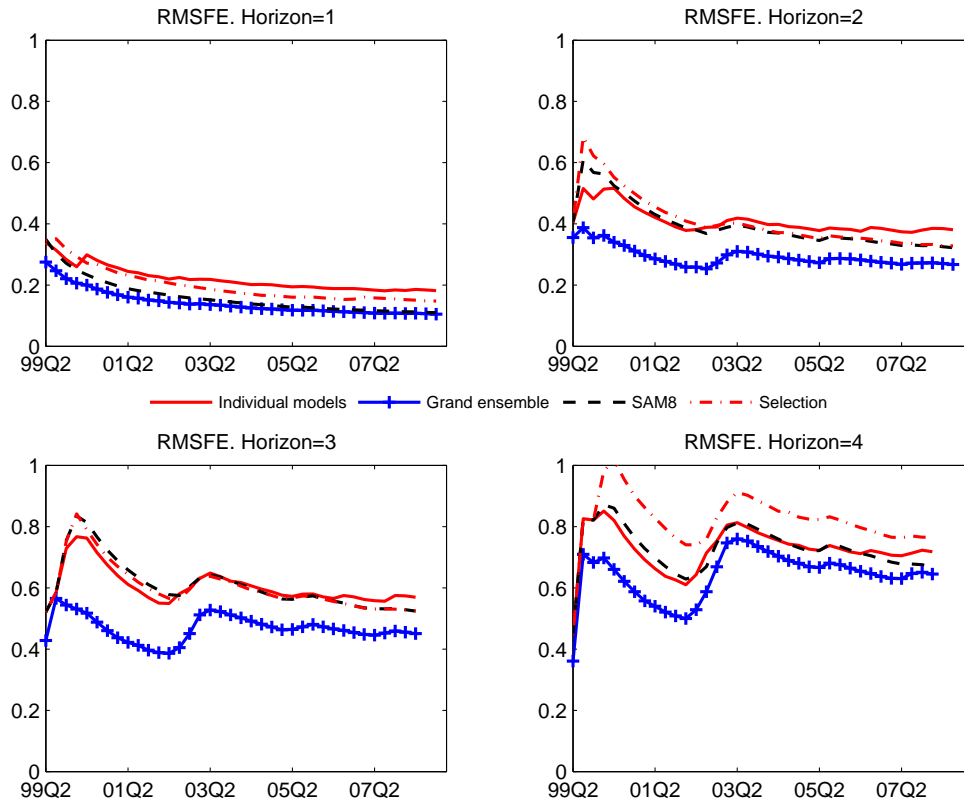 RMSFE. Horizon=1
1
0.8
0.6
0.4
0.2
0
99Q2 01Q2 03Q2 05Q2 07Q2
RMSFE. Horizon=2
1
0.8
0.6
0.4
0.2
0
99Q2 01Q2 03Q2 05Q2 07Q2
Individual models Grand ensemble SAM8 Selection
RMSFE. Horizon=3
1
0.8
0.6
0.4
0.2
0
99Q2 01Q2 03Q2 05Q2 07Q2
RMSFE. Horizon=4
1
0.8
0.6
0.4
0.2
0
99Q2 01Q2 03Q2 05Q2 07Q2